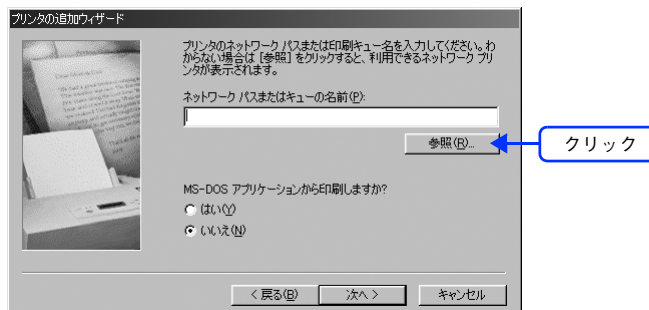 プリンタの追加ウィザード
プリンタのネットワーク パスまたは印刷キュー名を入力してください。わ
からない場合は [参照] をクリックすると、利用できるネットワーク プリ
ンタが表示されます。
ネットワーク パスまたはキューの名前(P):
参照(R)...
クリック
MS-DOS アプリケーションから印刷しますか?
はい(Y)
いいえ(N)
< 戻る(B)
次へ >
キャンセル